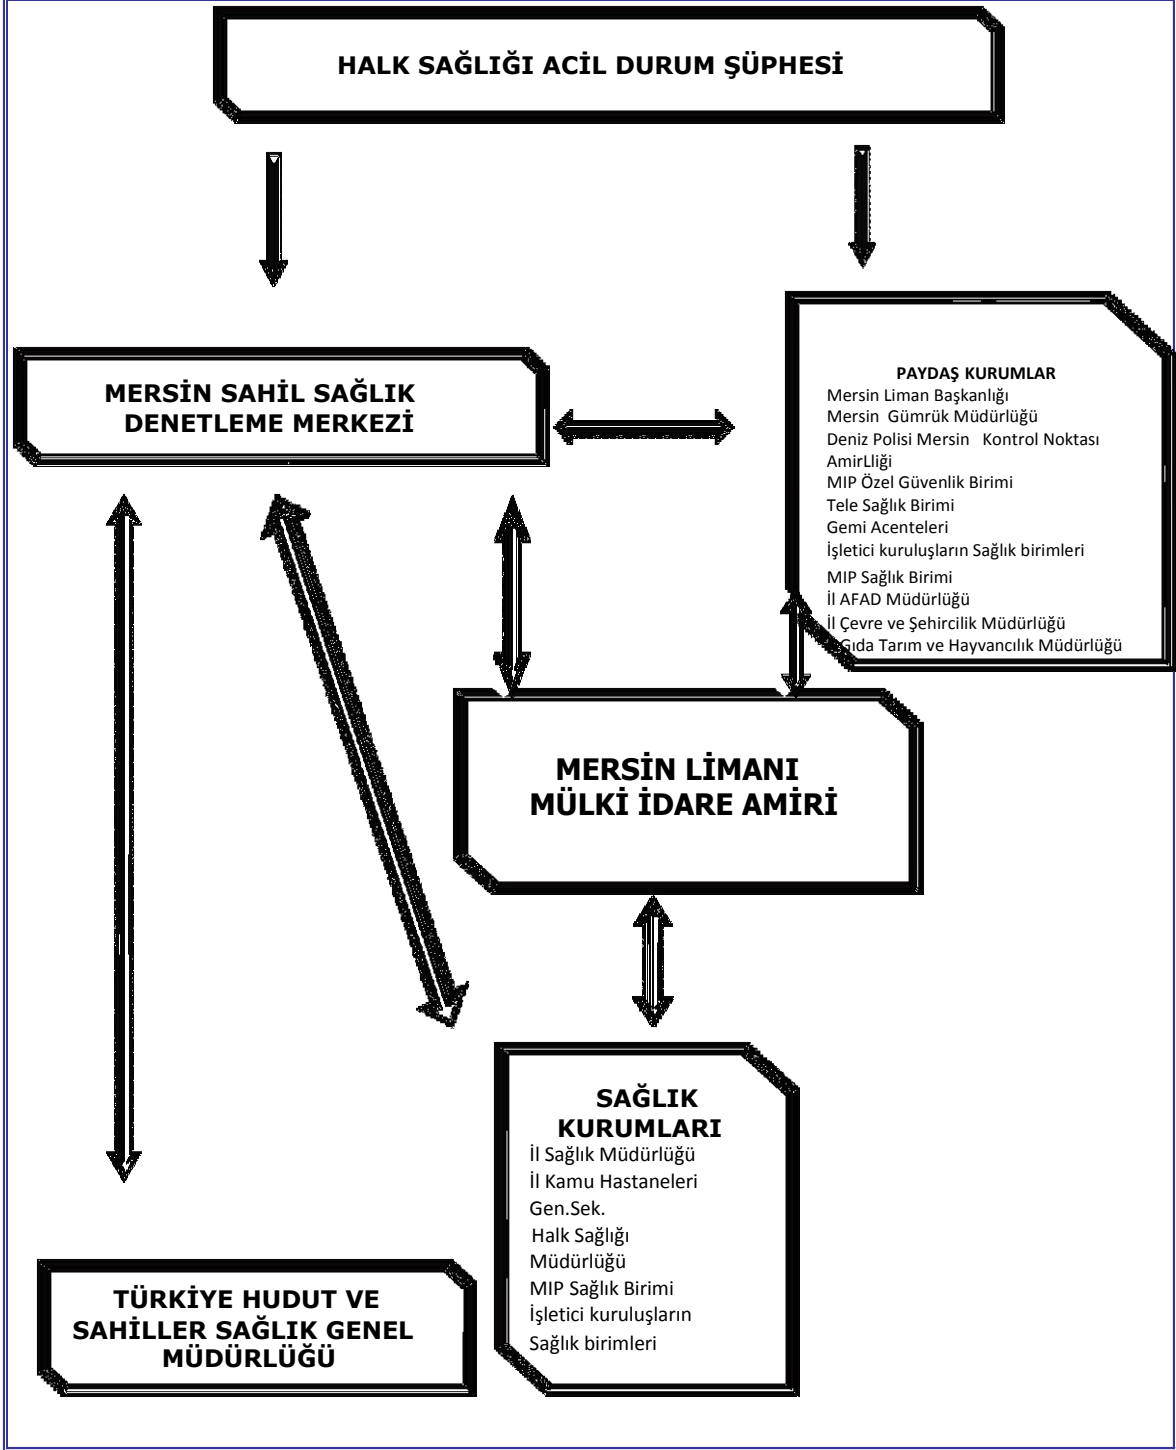 HALK SAĞLIĞI ACİL DURUM ŞÜPHESİ
MERSİN SAHİL SAĞLIK
DENETLEME MERKEZİ
PAYDAŞ KURUMLAR
Mersin Liman Başkanlığı
Mersin Gümrük Müdürlüğü
Deniz Polisi Mersin Kontrol Noktası
AmirLliği
MIP Özel Güvenlik Birimi
Tele Sağlık Birimi
Gemi Acenteleri
İşletici kuruluşların Sağlık birimleri
MIP Sağlık Birimi
İl AFAD Müdürlüğü
İl Çevre ve Şehircilik Müdürlüğü
Gıda Tarım ve Hayvancılık Müdürlüğü
MERSİN LİMANI
MÜLKİ İDARE AMİRİ
SAĞLIK
KURUMLARI
İl Sağlık Müdürlüğü
İl Kamu Hastaneleri
Gen.Sek.
Halk Sağlığı
Müdürlüğü
MIP Sağlık Birimi
İşletici kuruluşların
Sağlık birimleri
TÜRKİYE HUDUT VE
SAHİLLER SAĞLIK GENEL
MÜDÜRLÜĞÜ